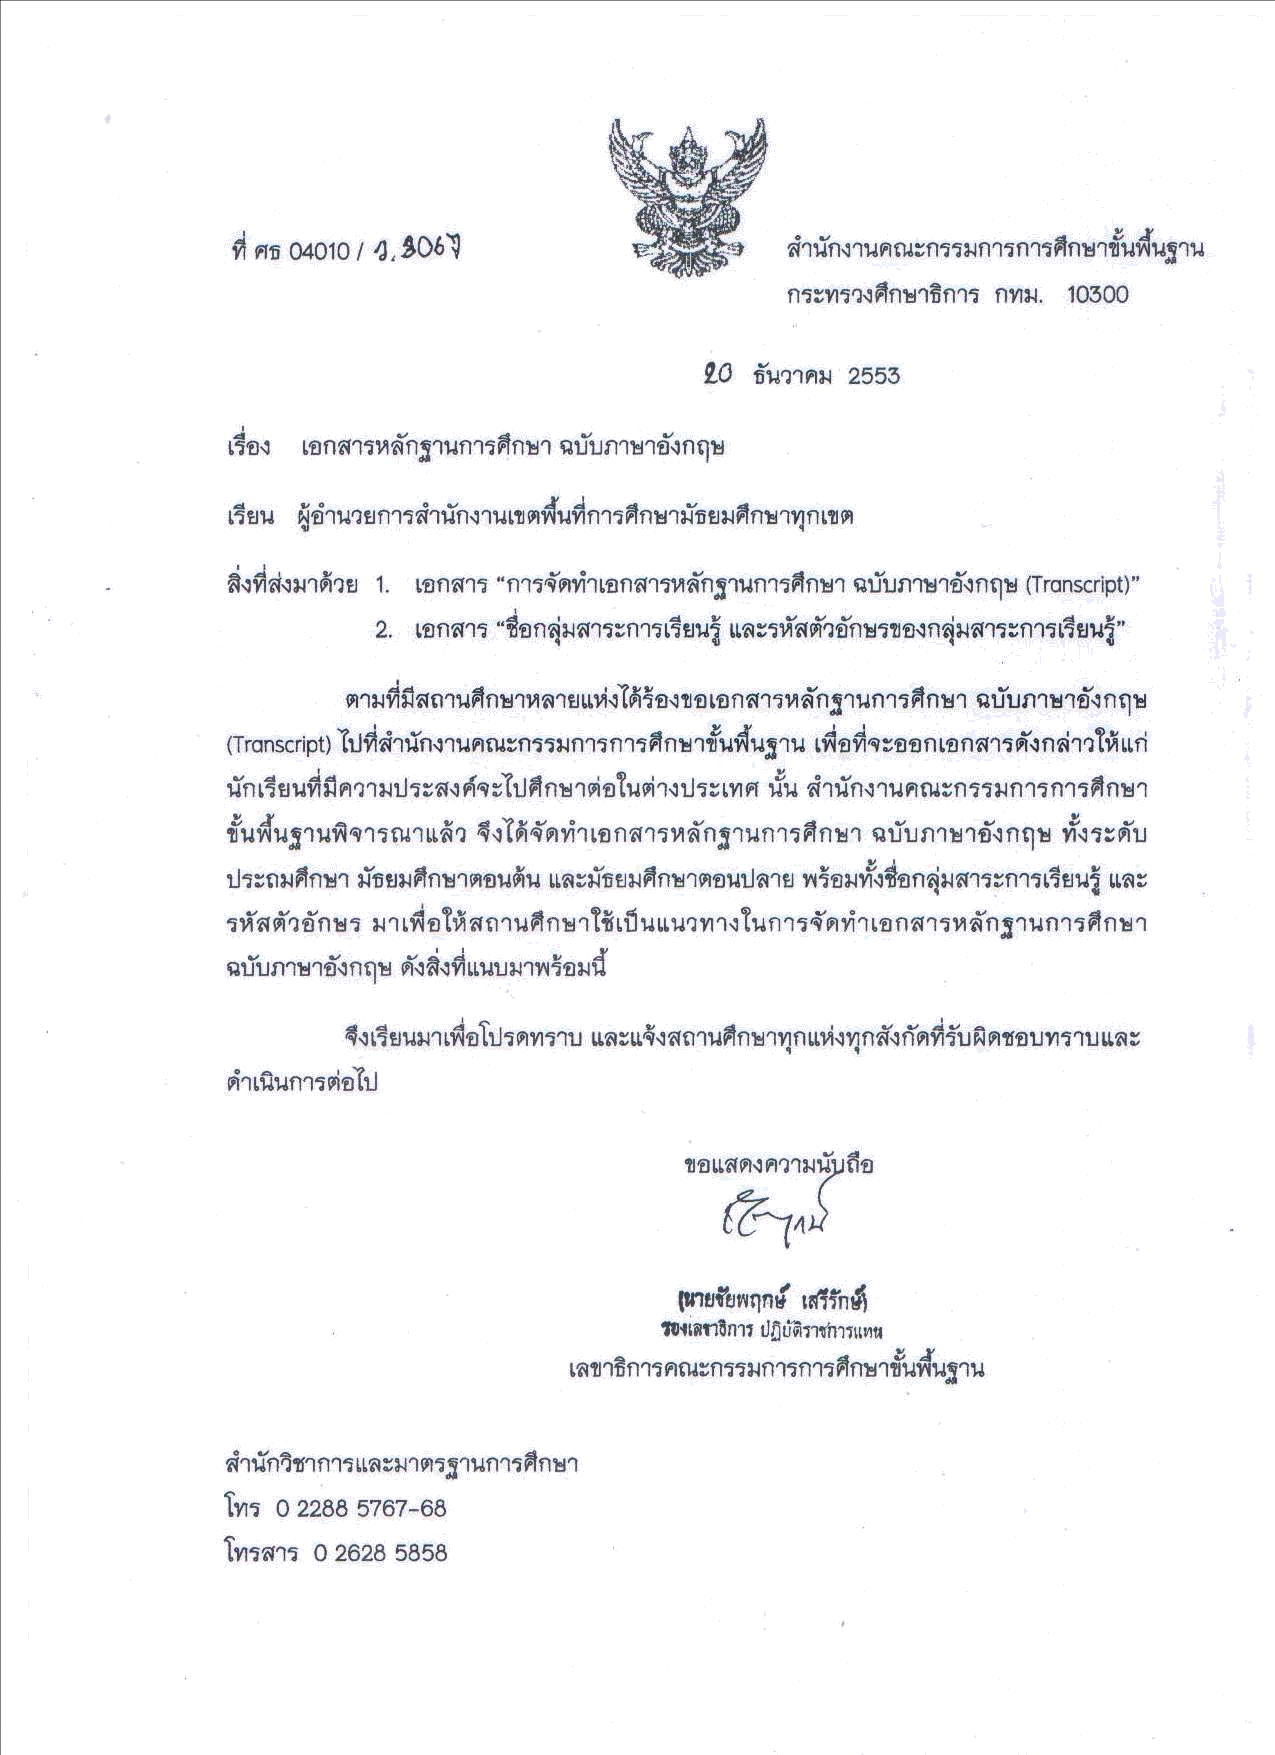 ที่ ศธ 04010 / ว.
สำนักงานคณะกรรมการการศึกษาขั้นพื้นฐาน
กระทรวงศึกษาธิการ กทม. 10300
20 ธันวาคม 2553
เรื่อง เอกสารหลักฐานการศึกษา ฉบับภาษาอังกฤษ
เรียน ผู้อำนวยการสำนักงานเขตพื้นที่การศึกษามัธยมศึกษาทุกเขต
สิ่งที่ส่งมาด้วย 1. เอกสาร “การจัดทำเอกสารหลักฐานการศึกษา ฉบับภาษาอังกฤษ (Transcript)”
2. เอกสาร “ชื่อกลุ่มสาระการเรียนรู้ และรหัสตัวอักษรของกลุ่มสาระการเรียนรู้”
ตามที่มีสถานศึกษาหลายแห่งได้ร้องขอเอกสารหลักฐานการศึกษา ฉบับภาษาอังกฤษ
(Transcript) ไปที่สำนักงานคณะกรรมการการศึกษาขั้นพื้นฐาน เพื่อที่จะออกเอกสารดังกล่าวให้แก่
นักเรียนที่มีความประสงค์จะไปศึกษาต่อในต่างประเทศ นั้น สำนักงานคณะกรรมการการศึกษา
ขั้นพื้นฐานพิจารณาแล้ว จึงได้จัดทำเอกสารหลักฐานการศึกษา ฉบับภาษาอังกฤษ ทั้งระดับ
ประถมศึกษา มัธยมศึกษาตอนต้น และมัธยมศึกษาตอนปลาย พร้อมทั้งชื่อกลุ่มสาระการเรียนรู้ และ
รหัสตัวอักษร มาเพื่อให้สถานศึกษาใช้เป็นแนวทางในการจัดทำเอกสารหลักฐานการศึกษา
ฉบับภาษาอังกฤษ ดังสิ่งที่แนบมาพร้อมนี้
จึงเรียนมาเพื่อโปรดทราบ และแจ้งสถานศึกษาทุกแห่งทุกสังกัดที่รับผิดชอบทราบและ
ดำเนินการต่อไป
ขอแสดงความนับถือ
(นายชัยพฤกษ์ เสรีรักษ์)
รองเลขาธิการ ปฏิบัติราชการแทน
เลขาธิการคณะกรรมการการศึกษาขั้นพื้นฐาน
สำนักวิชาการและมาตรฐานการศึกษา
โทร 0 2288 5767-68
โทรสาร 0 2628 5858